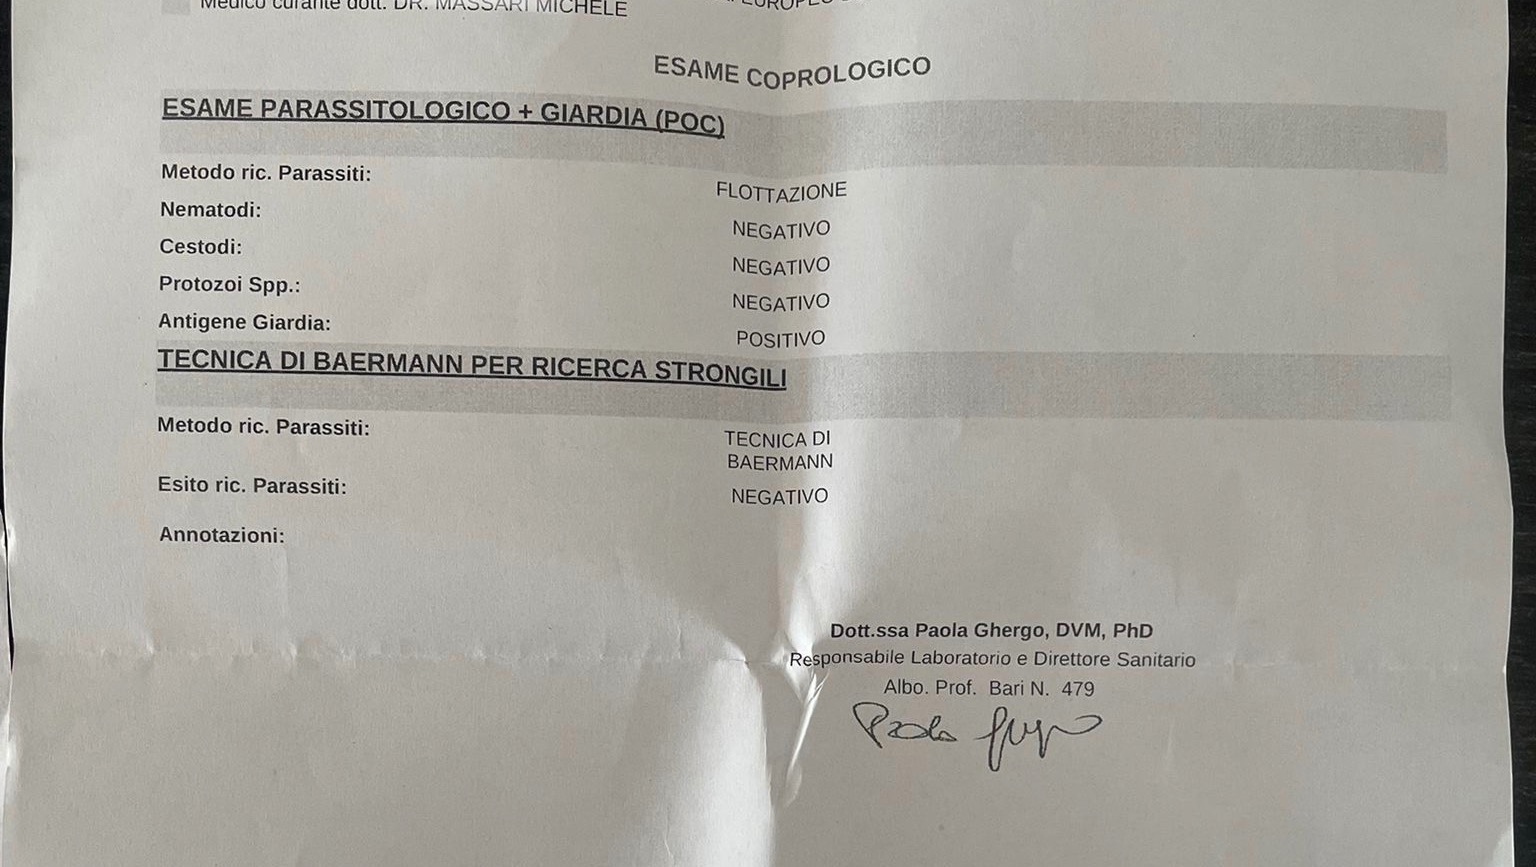 Medico curante dott. DR. MASSARI MICHELE
ESAME COPROLOGICO
ESAME PARASSITOLOGICO + GIARDIA (POC)
Metodo ric. Parassiti: FLOTTAZIONE
Nematodi: NEGATIVO
Cestodi: NEGATIVO
Protozoi Spp.: NEGATIVO
Antigene Giardia: POSITIVO
TECNICA DI BAERMANN PER RICERCA STRONGILI
Metodo ric. Parassiti: TECNICA DI
BAERMANN
Esito ric. Parassiti: NEGATIVO
Annotazioni:
Dott.ssa Paola Ghergo, DVM, PhD
Responsabile Laboratorio e Direttore Sanitario
Albo. Prof. Bari N. 479